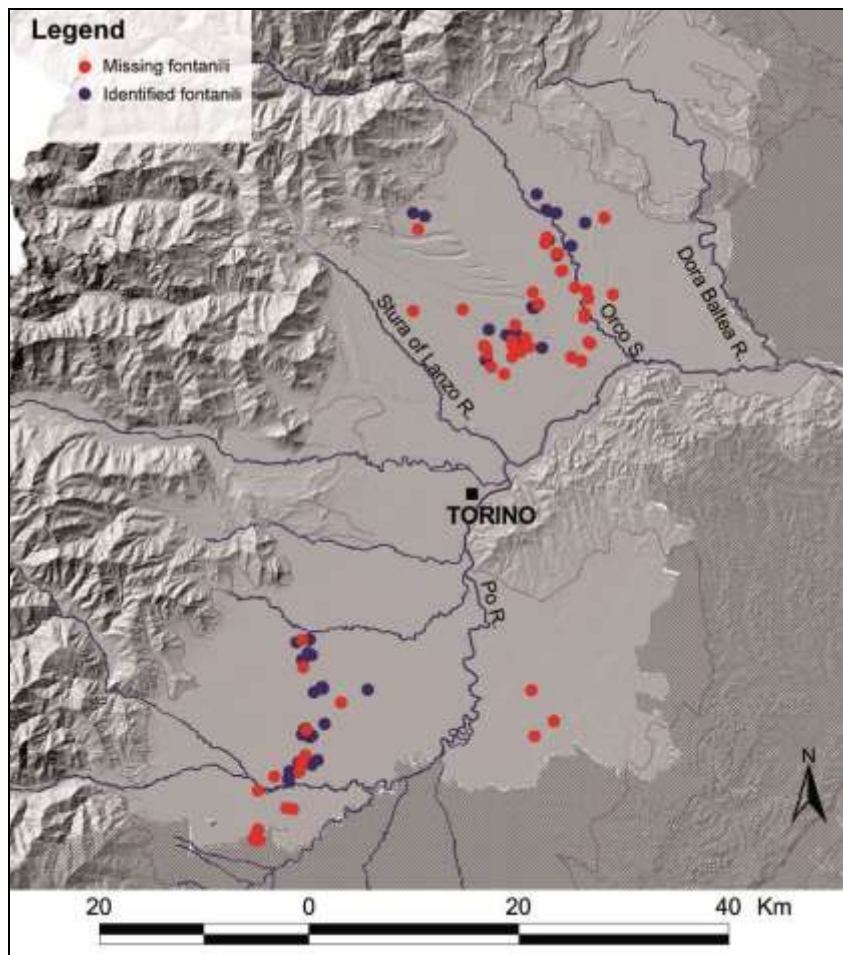 Legend
Missing fontanili
Identified fontanili
Dora Baltea R.
Orco S.
Stura of Lanzo R.
TORINO
Po R.
N
20 0 20 40 Km